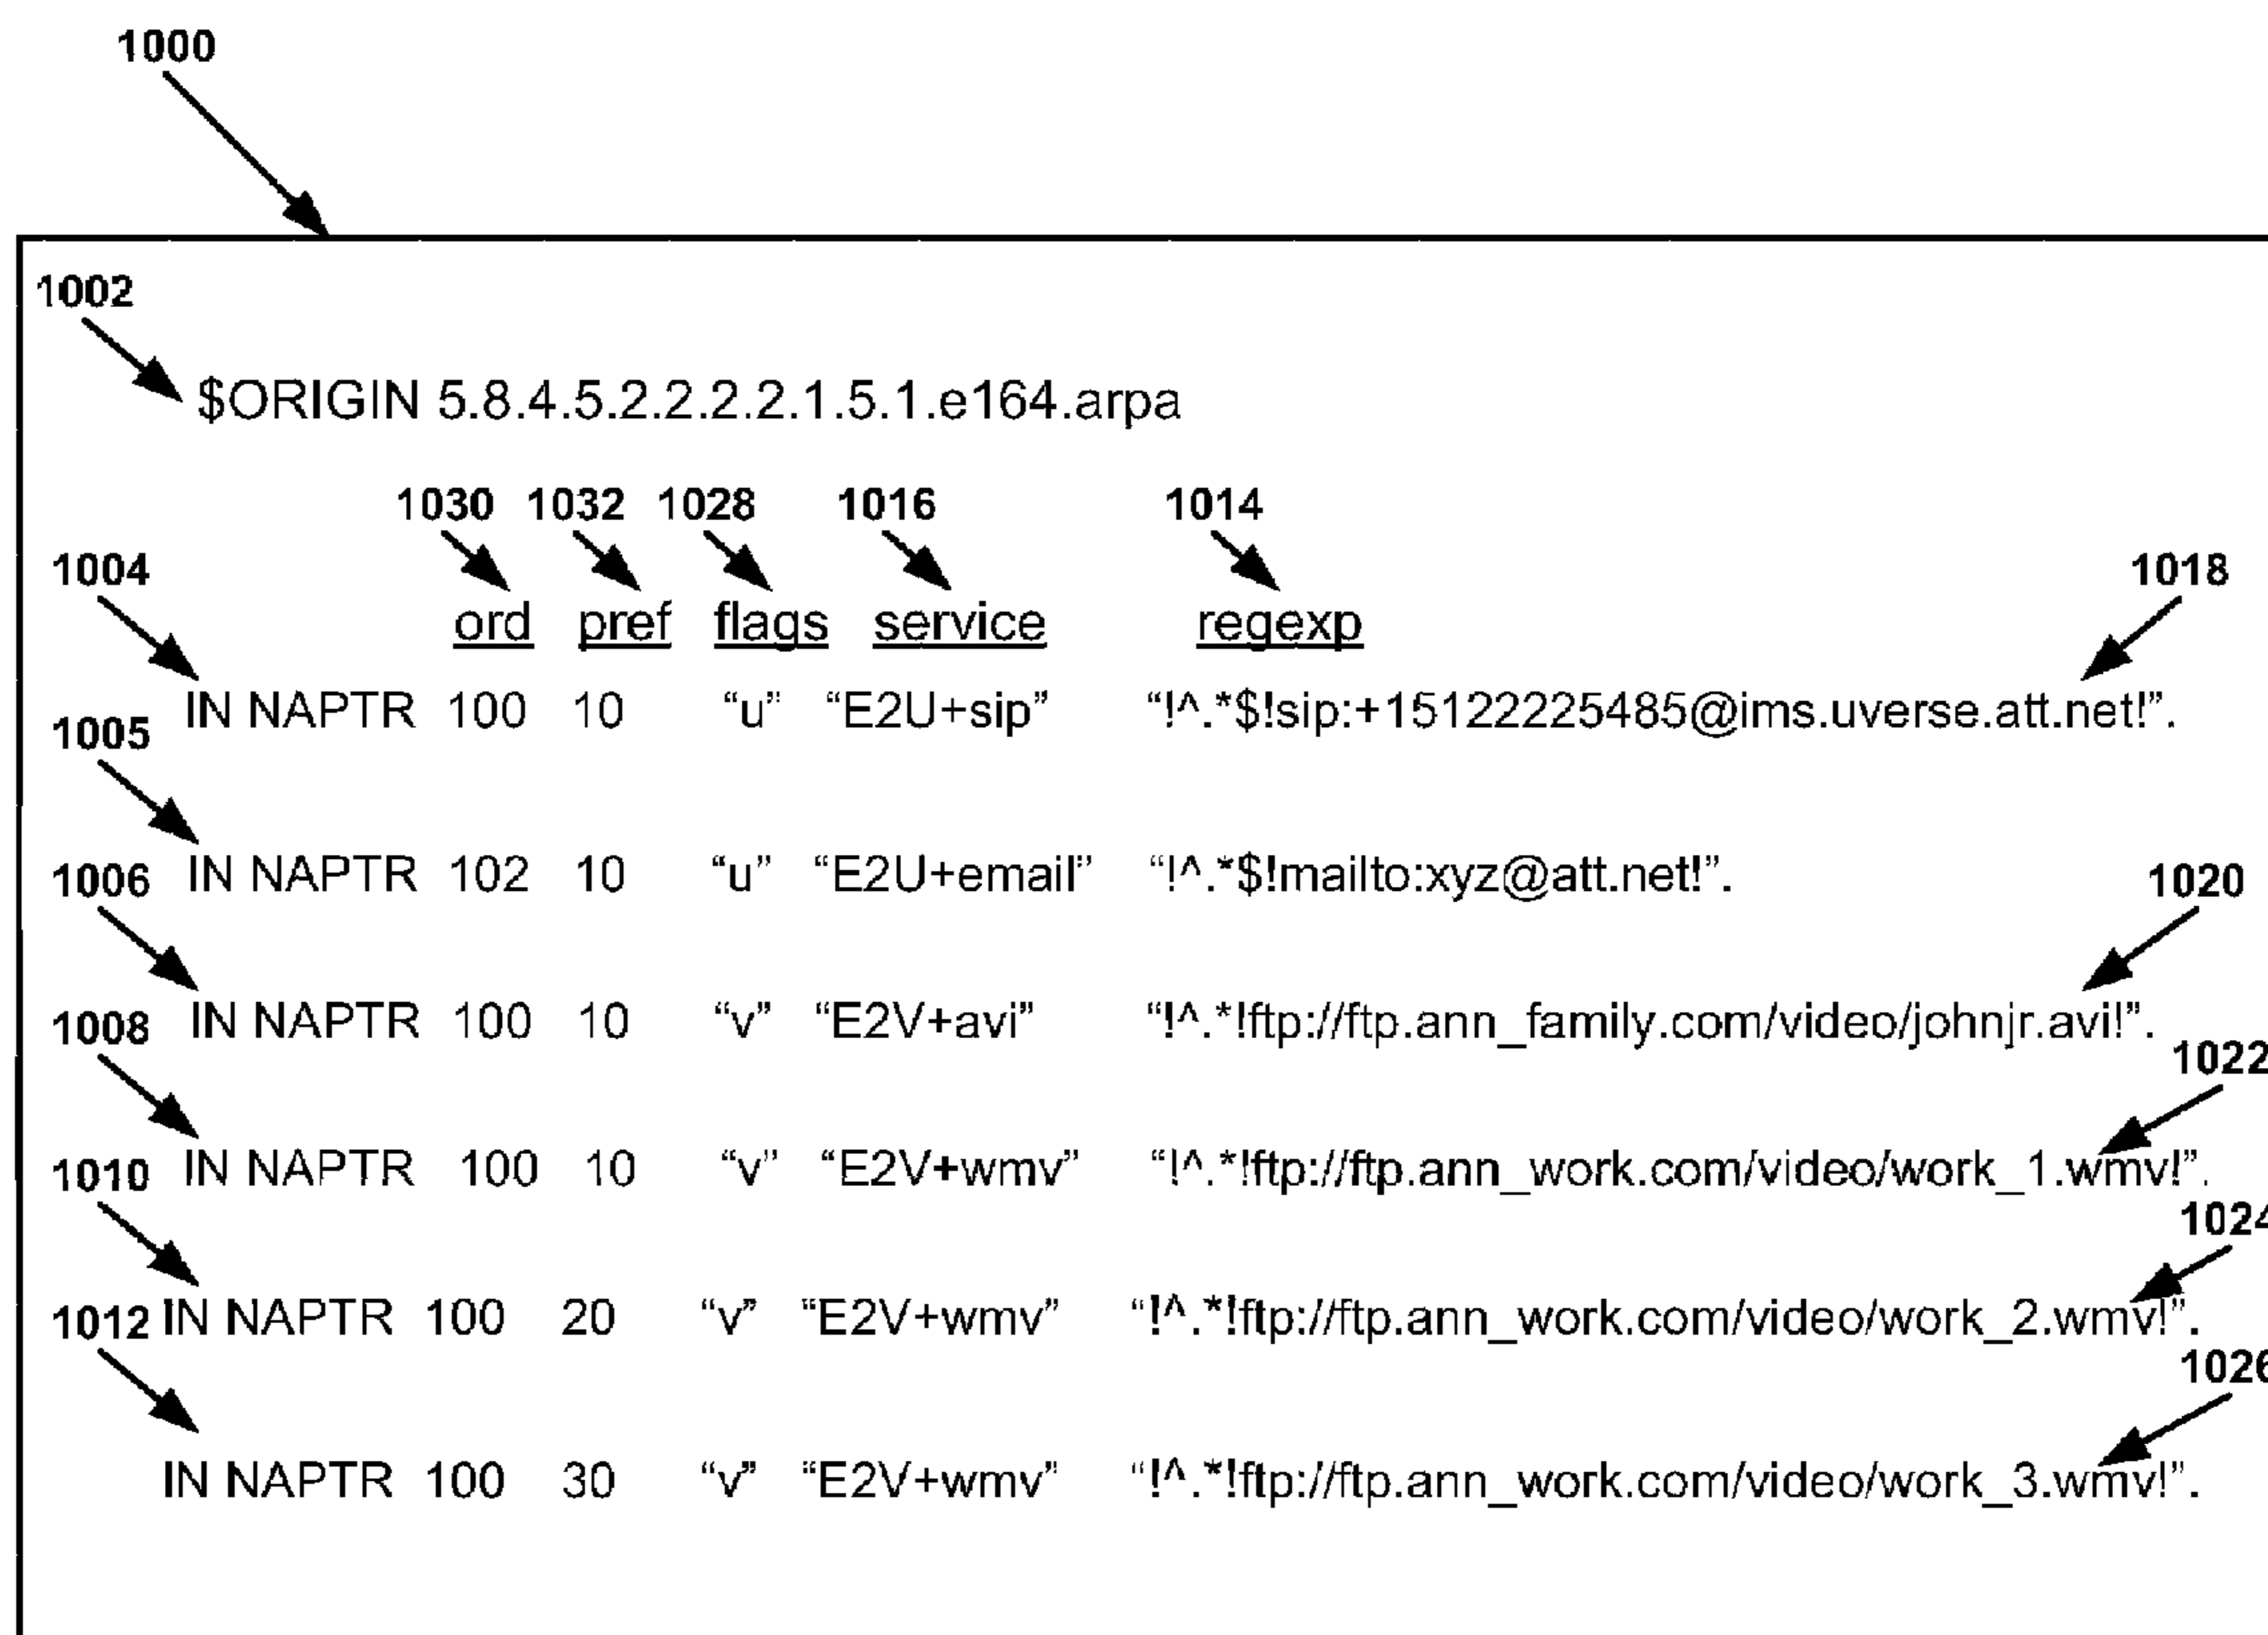 1000
1002
$ORIGIN 5.8.4.5.2.2.2.2.1.5.1.e164.arpa
1030 1032 1028 1016 1014
1004 1018
ord pref flags service regexp
IN NAPTR 100 10 “u” “E2U+sip” “!^.*$!sip:+15122225485@ims.uverse.att.net!”.
1005
IN NAPTR 102 10 “u” “E2U+email” “!^.*$!mailto:xyz@att.net!”.
1006 1020
IN NAPTR 100 10 “v” “E2V+avi” “!^.*!ftp://ftp.ann_family.com/video/johnjr.avi!”.
1008 1022
IN NAPTR 100 10 “v” “E2V+wmv” “!^.*!ftp://ftp.ann_work.com/video/work_1.wmv!”.
1010 1024
IN NAPTR 100 20 “v” “E2V+wmv” “!^.*!ftp://ftp.ann_work.com/video/work_2.wmv!”.
1012 1026
IN NAPTR 100 30 “v” “E2V+wmv” “!^.*!ftp://ftp.ann_work.com/video/work_3.wmv!”.